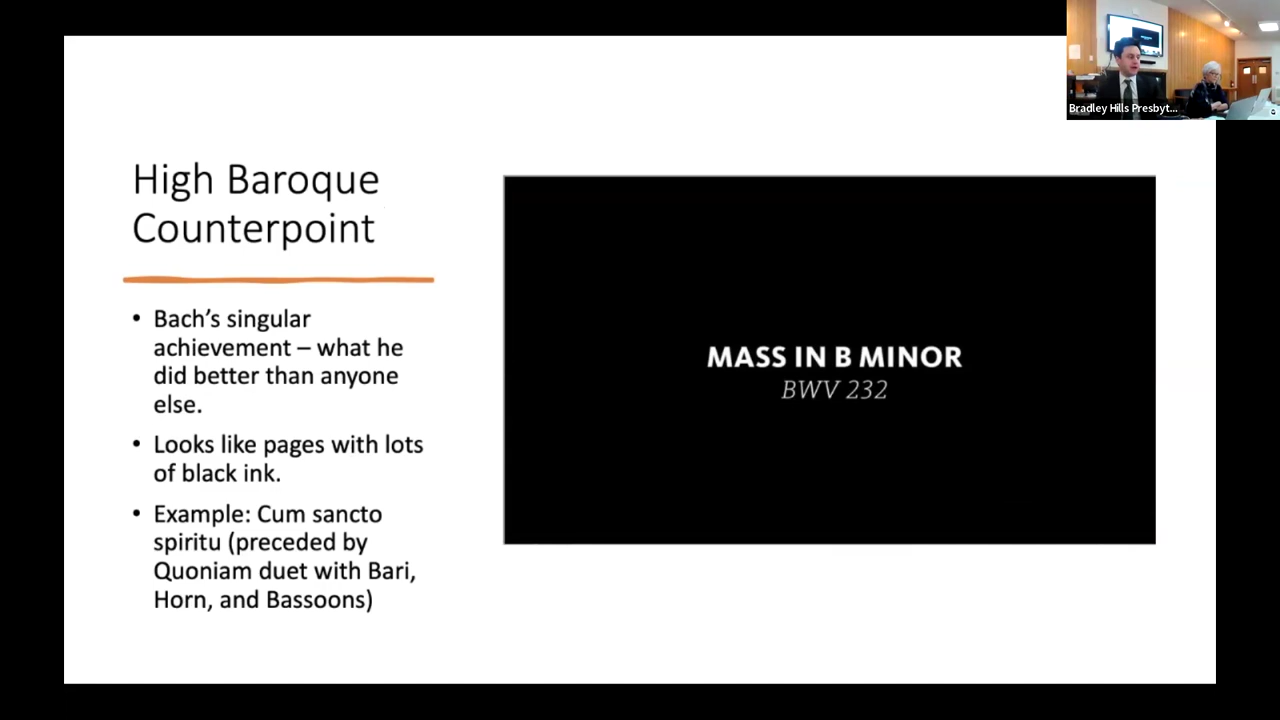 High Baroque
Counterpoint
• Bach's singular
achievement – what he
did better than anyone
else.
• Looks like pages with lots
of black ink.
• Example: Cum sancto
spiritu (preceded by
Quoniam duet with Bari,
Horn, and Bassoons)
MASS IN B MINOR
BWV 232
Bradley Hills Presbyt...